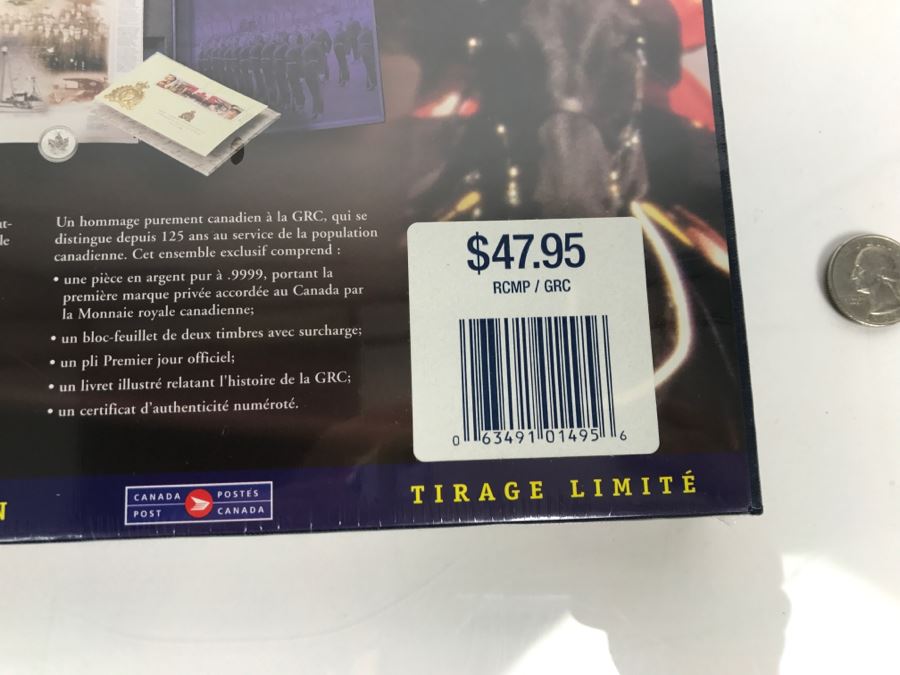 Un hommage purement canadien à la GRC, qui se
distingue depuis 125 ans au service de la population
canadienne. Cet ensemble exclusif comprend :
• une pièce en argent pur à .9999, portant la
première marque privée accordée au Canada par
la Monnaie royale canadienne;
• un bloc-feuillet de deux timbres avec surcharge;
• un pli Premier jour officiel;
• un livret illustré relatant l'histoire de la GRC;
• un certificat d'authenticité numéroté.
$47.95
RCMP / GRC
0 63491 01495 6
CANADA POSTES
POST CANADA
TIRAGE LIMITÉ